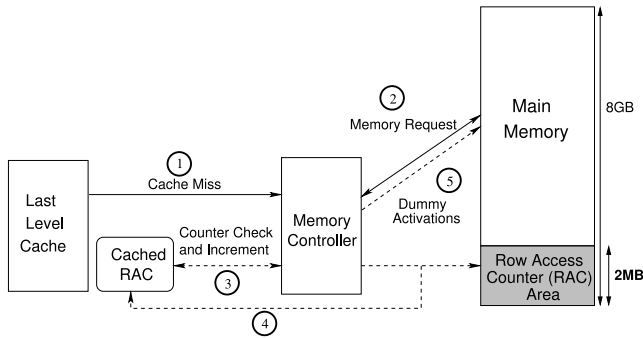 1
Cache Miss
2
Memory Request
5
Dummy
Activations
Main
Memory
8GB
Last
Level
Cache
Cached
RAC
Counter Check
and Increment
3
4
Memory
Controller
Row Access
Counter (RAC)
Area
2MB